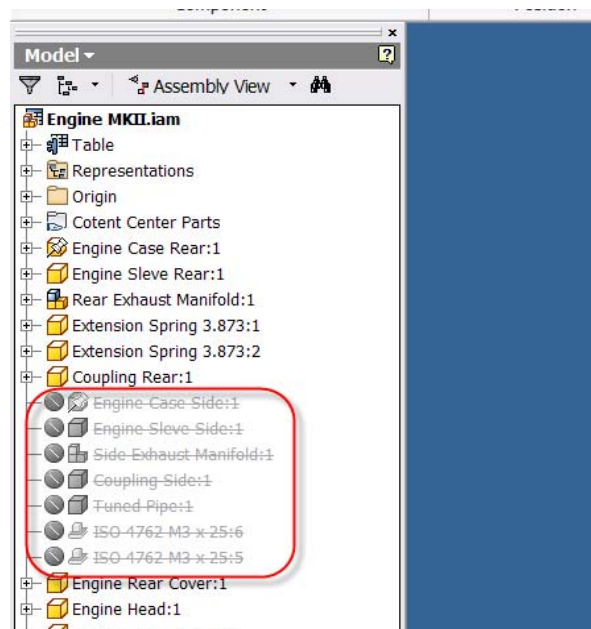 Model
Assembly View
Engine MKII.iam
Table
Representations
Origin
Cotent Center Parts
Engine Case Rear:1
Engine Sleve Rear:1
Rear Exhaust Manifold:1
Extension Spring 3.873:1
Extension Spring 3.873:2
Coupling Rear:1
Engine Case Side:1
Engine Sleve Side:1
Side Exhaust Manifold:1
Coupling Side:1
Tuned Pipe:1
ISO 4762 M3 x 25:6
ISO 4762 M3 x 25:5
Engine Rear Cover:1
Engine Head:1